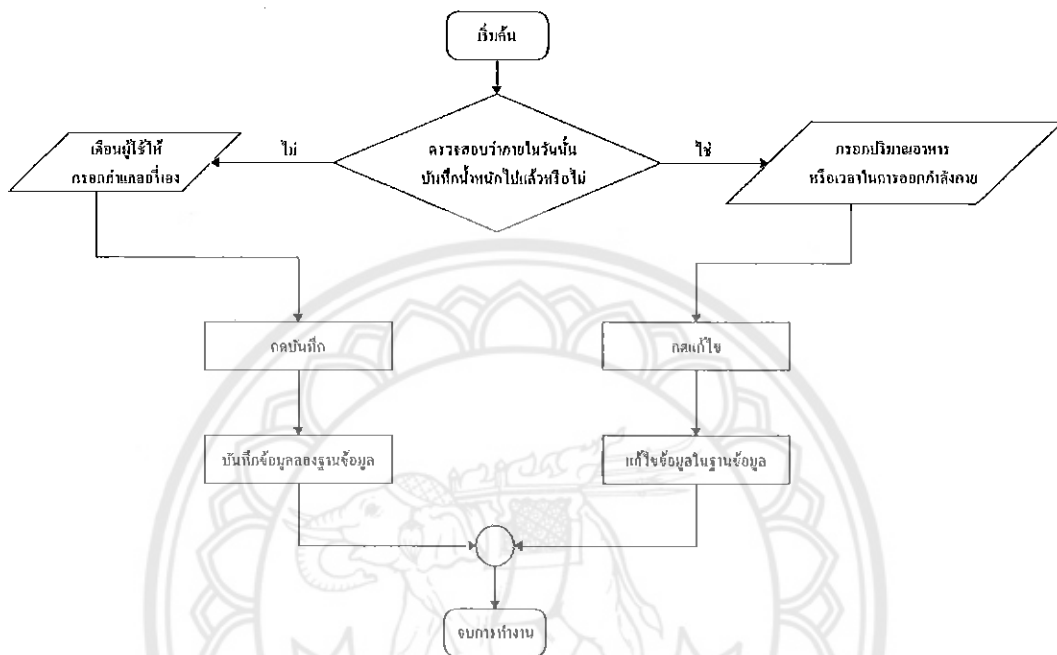 เริ่มต้น
ตรวจสอบว่าภายในวันนั้น
บันทึกน้ำหนักไปแล้วหรือไม่
ไม่
ใช่
เตือนผู้ใช้ให้
กรอกค่าแคลอรี่เอง
กรอกปริมาณอาหาร
หรือเวลาในการออกกำลังกาย
กดบันทึก
กดแก้ไข
บันทึกข้อมูลลองฐานข้อมูล
แก้ไขข้อมูลในฐานข้อมูล
จบการทำงาน